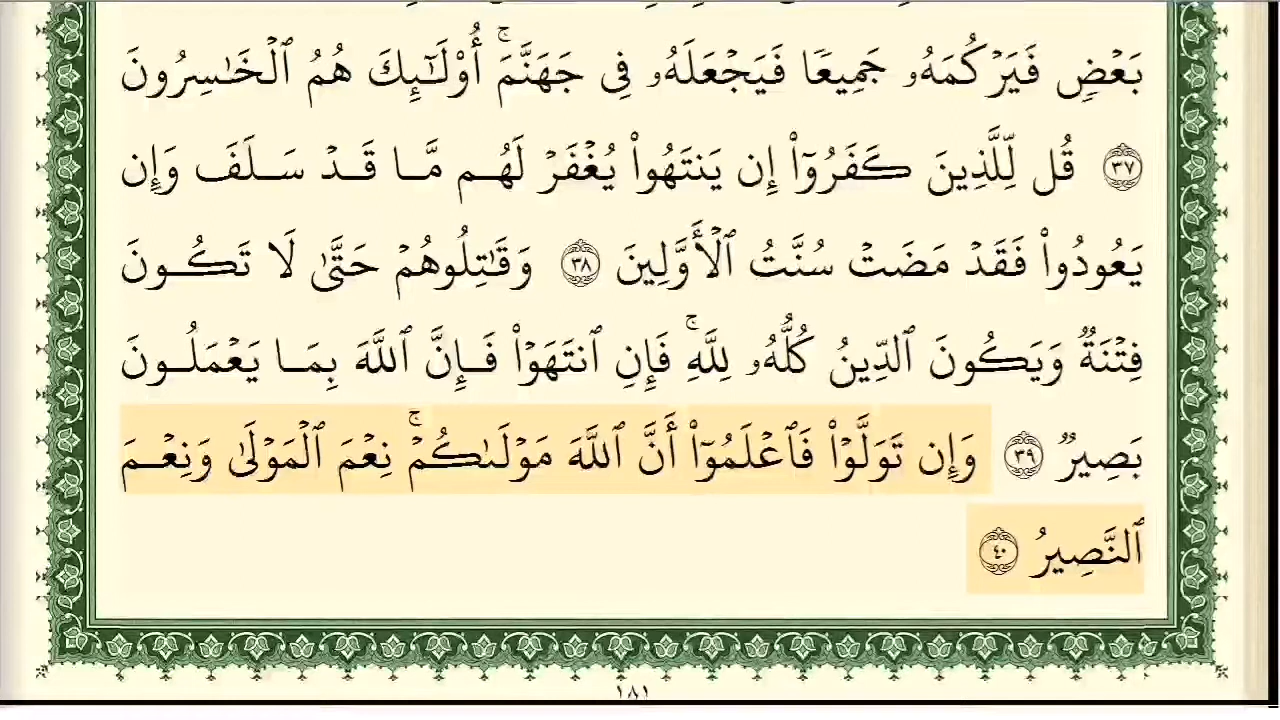 بَعۡضٖ فَيَرۡكُمَهُۥ جَمِيعٗا فَيَجۡعَلَهُۥ فِي جَهَنَّمَۚ أُوْلَٰٓئِكَ هُمُ ٱلۡخَٰسِرُونَ
٣٧ قُل لِّلَّذِينَ كَفَرُوٓاْ إِن يَنتَهُواْ يُغۡفَرۡ لَهُم مَّا قَدۡ سَلَفَ وَإِن
يَعُودُواْ فَقَدۡ مَضَتۡ سُنَّتُ ٱلۡأَوَّلِينَ ٣٨ وَقَٰتِلُوهُمۡ حَتَّىٰ لَا تَكُونَ
فِتۡنَةٞ وَيَكُونَ ٱلدِّينُ كُلُّهُۥ لِلَّهِۚ فَإِنِ ٱنتَهَوۡاْ فَإِنَّ ٱللَّهَ بِمَا يَعۡمَلُونَ
بَصِيرٞ ٣٩ وَإِن تَوَلَّوۡاْ فَٱعۡلَمُوٓاْ أَنَّ ٱللَّهَ مَوۡلَىٰكُمۡۚ نِعۡمَ ٱلۡمَوۡلَىٰ وَنِعۡمَ
ٱلنَّصِيرُ ٤٠
١٨١